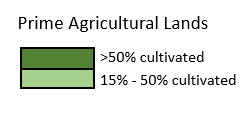 Prime Agricultural Lands
>50% cultivated
15% - 50% cultivated